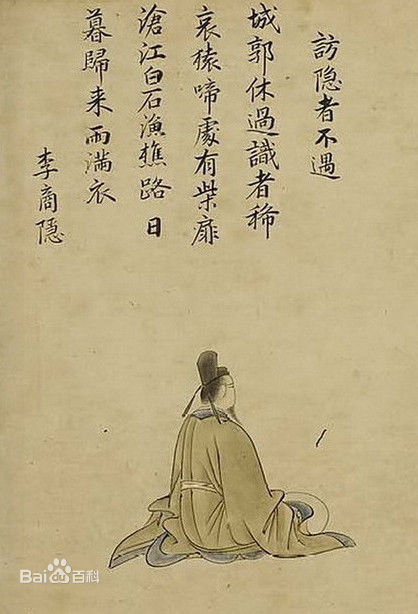 訪隐者不遇
城郭休過識者稀
哀猿啼處有柴扉
滄江白石漁樵路日
暮歸来雨満衣
李商隱
Bai百科